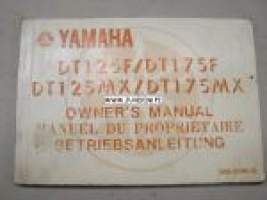 YAMAHA
DT125F/DT175F
DT125MX/DT175MX
OWNER'S MANUAL
MANUEL DU PROPRIETAIRE
BETRIEBSANLEITUNG